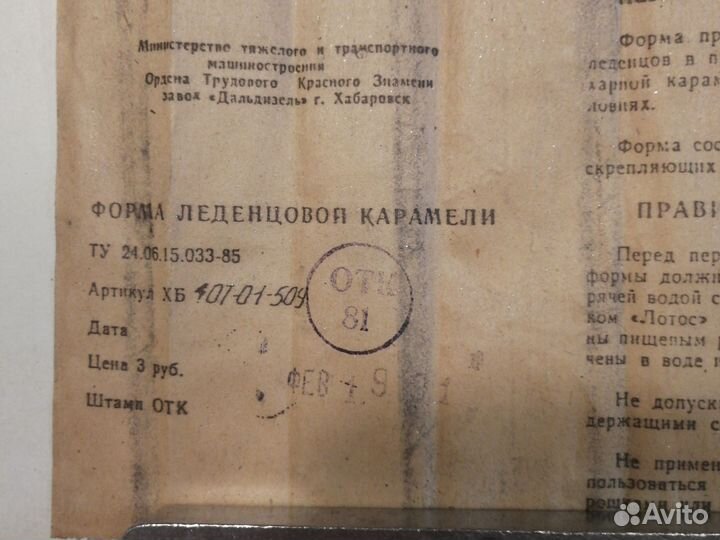 Министерство тяжелого и транспортного
машиностроения
Ордена Трудового Красного Знамени
завод «Дальдизель» г. Хабаровск
ФОРМА ЛЕДЕНЦОВОЙ КАРАМЕЛИ
ТУ 24.06.15.033-85
Артикул ХБ 407-01-509
Дата
Цена 3 руб.
Штамп ОТК
ОТК
81
ФЕВ
Форма пр
леденцов в п
харной карам
ловиях.
Форма сос
скрепляющих
ПРАВИ
Перед пер
формы должн
рячей водой с
ком «Лотос»
ны пищевым р
чены в воде и
Не допуск
держащими с
Не примен
пользоваться
Avito